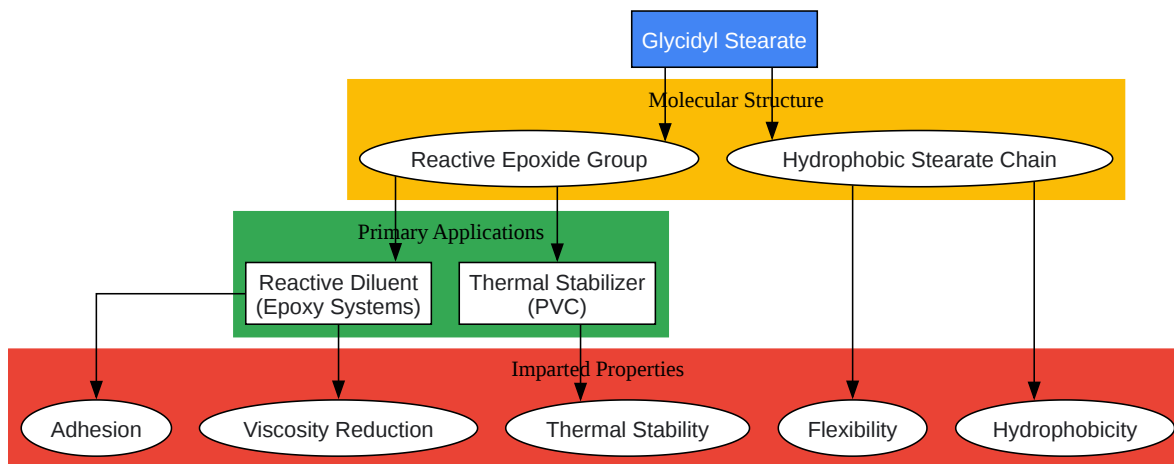 Glycidyl Stearate
Molecular Structure
Reactive Epoxide Group
Hydrophobic Stearate Chain
Primary Applications
Reactive Diluent
(Epoxy Systems)
Thermal Stabilizer
(PVC)
Imparted Properties
Adhesion
Viscosity Reduction
Thermal Stability
Flexibility
Hydrophobicity